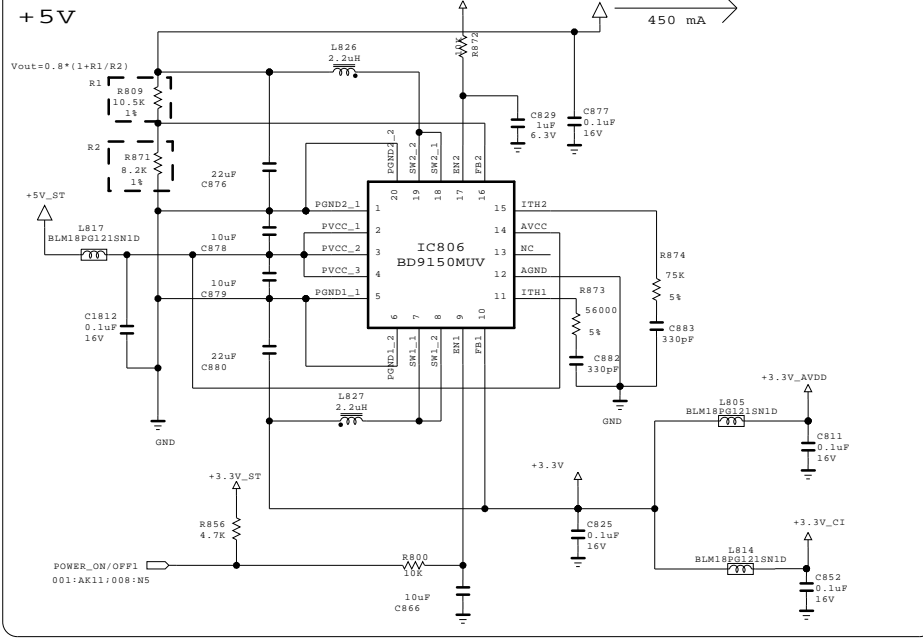 +5V
450 mA
Vout=0.8*(1+R1/R2)
L826
2.2uH
10K
R872
R1
R809
10.5K
1%
C829
1uF
6.3V
C877
0.1uF
16V
R2
R871
8.2K
1%
22uF
C876
PGND2_2
SW2_2
SW2_1
EN2
FB2
20
19
18
17
16
+5V_ST
L817
BLM18PG121SN1D
10uF
C878
10uF
C879
PGND2_1
PVCC_1
PVCC_2
PVCC_3
PGND1_1
1
2
3
4
5
IC806
BD9150MUV
15
14
13
12
11
ITH2
AVCC
NC
AGND
ITH1
R874
75K
5%
R873
56000
5%
C883
330pF
C882
330pF
C1812
0.1uF
16V
22uF
C880
6
7
8
9
10
PGND1_2
SW1_1
SW1_2
EN1
FB1
L827
2.2uH
GND
GND
+3.3V_AVDD
L805
BLM18PG121SN1D
C811
0.1uF
16V
+3.3V_ST
+3.3V
R856
4.7K
C825
0.1uF
16V
+3.3V_CI
L814
BLM18PG121SN1D
POWER_ON/OFF1
001:AK11;008:N5
R800
10K
10uF
C866
C852
0.1uF
16V